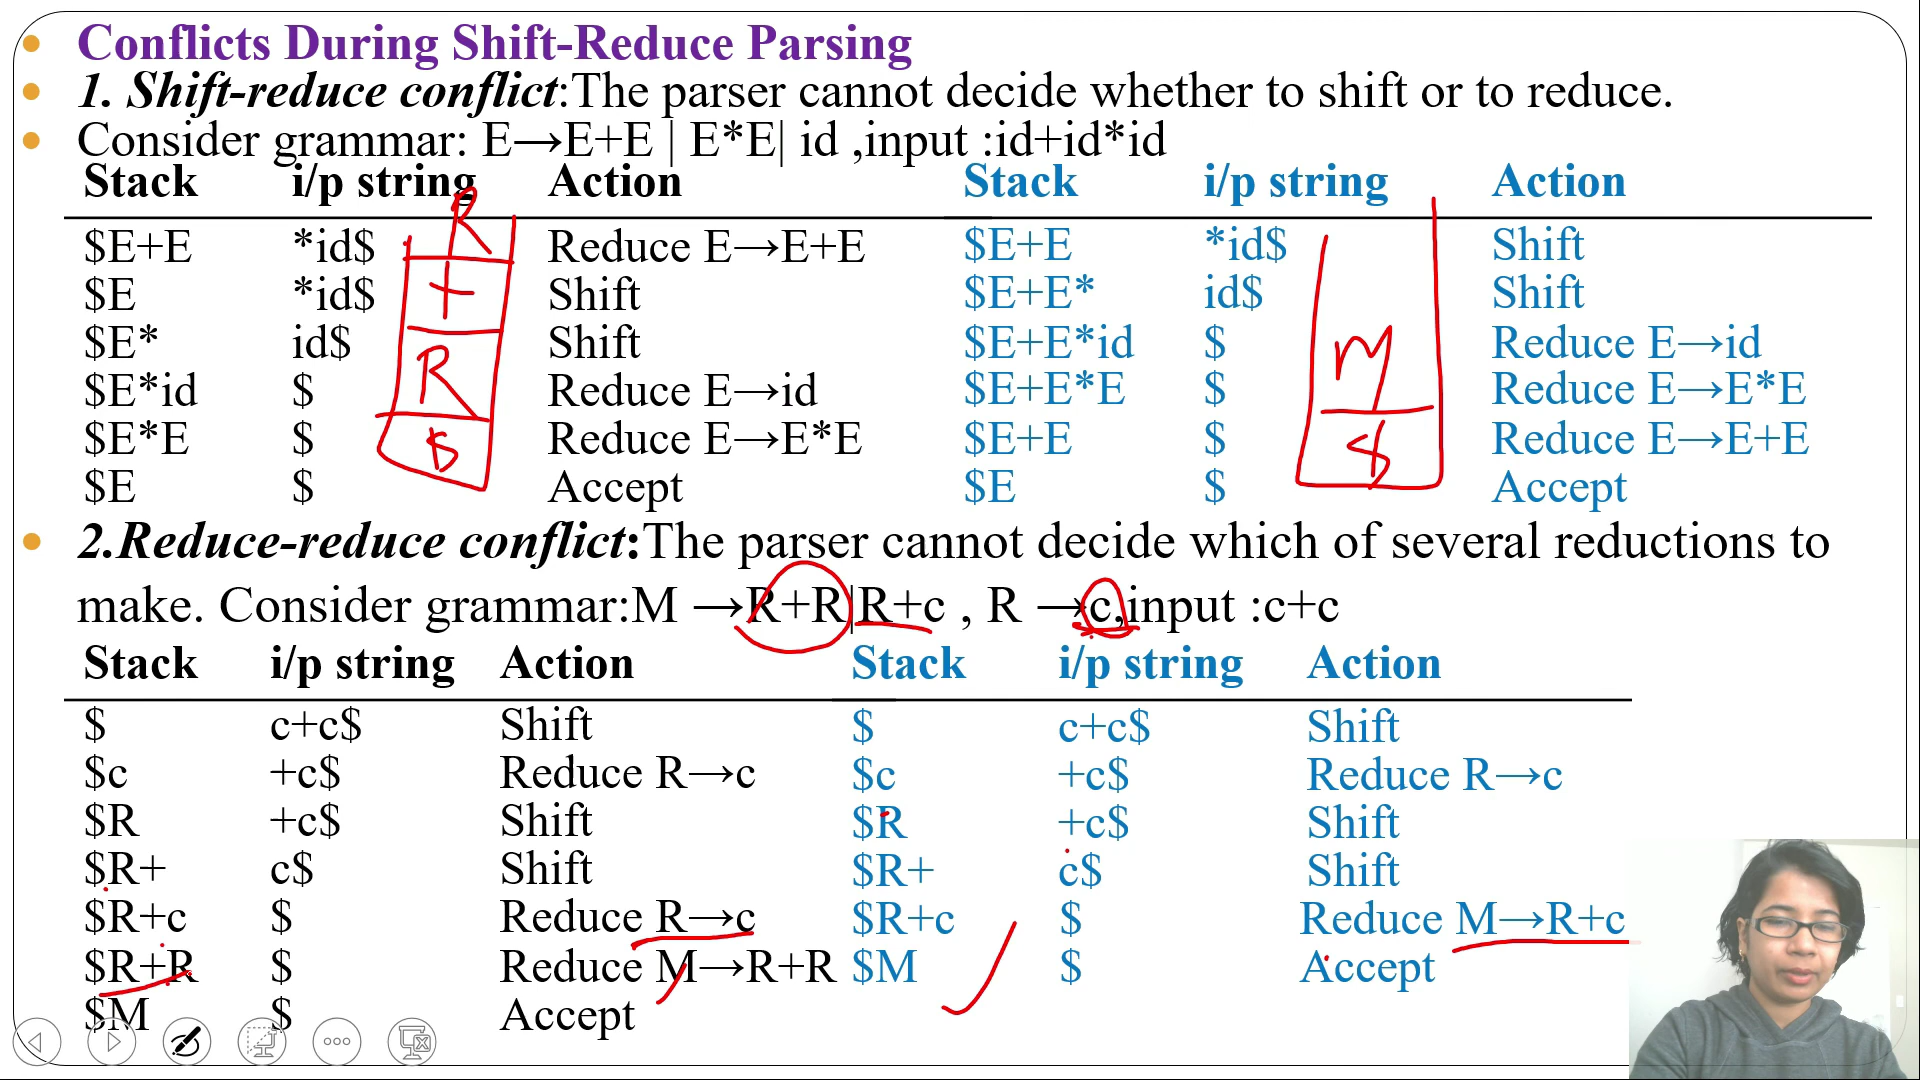 Conflicts During Shift-Reduce Parsing
1. Shift-reduce conflict:The parser cannot decide whether to shift or to reduce.
Consider grammar: E→E+E | E*E| id ,input :id+id*id
Stack i/p string Action Stack i/p string Action
$E+E *id$ Reduce E→E+E $E+E *id$ Shift
$E *id$ Shift $E+E* id$ Shift
$E* id$ Shift $E+E*id $ Reduce E→id
$E*id $ Reduce E→id $E+E*E $ Reduce E→E*E
$E*E $ Reduce E→E*E $E+E $ Reduce E→E+E
$E $ Accept $E $ Accept
R
+
R
$
M
$
2.Reduce-reduce conflict:The parser cannot decide which of several reductions to
make. Consider grammar:M →R+R|R+c , R →c,input :c+c
Stack i/p string Action Stack i/p string Action
$ c+c$ Shift $ c+c$ Shift
$c +c$ Reduce R→c $c +c$ Reduce R→c
$R +c$ Shift $R +c$ Shift
$R+ c$ Shift $R+ c$ Shift
$R+c $ Reduce R→c $R+c $ Reduce M→R+c
$R+R $ Reduce M→R+R $M $ Accept
$M $ Accept